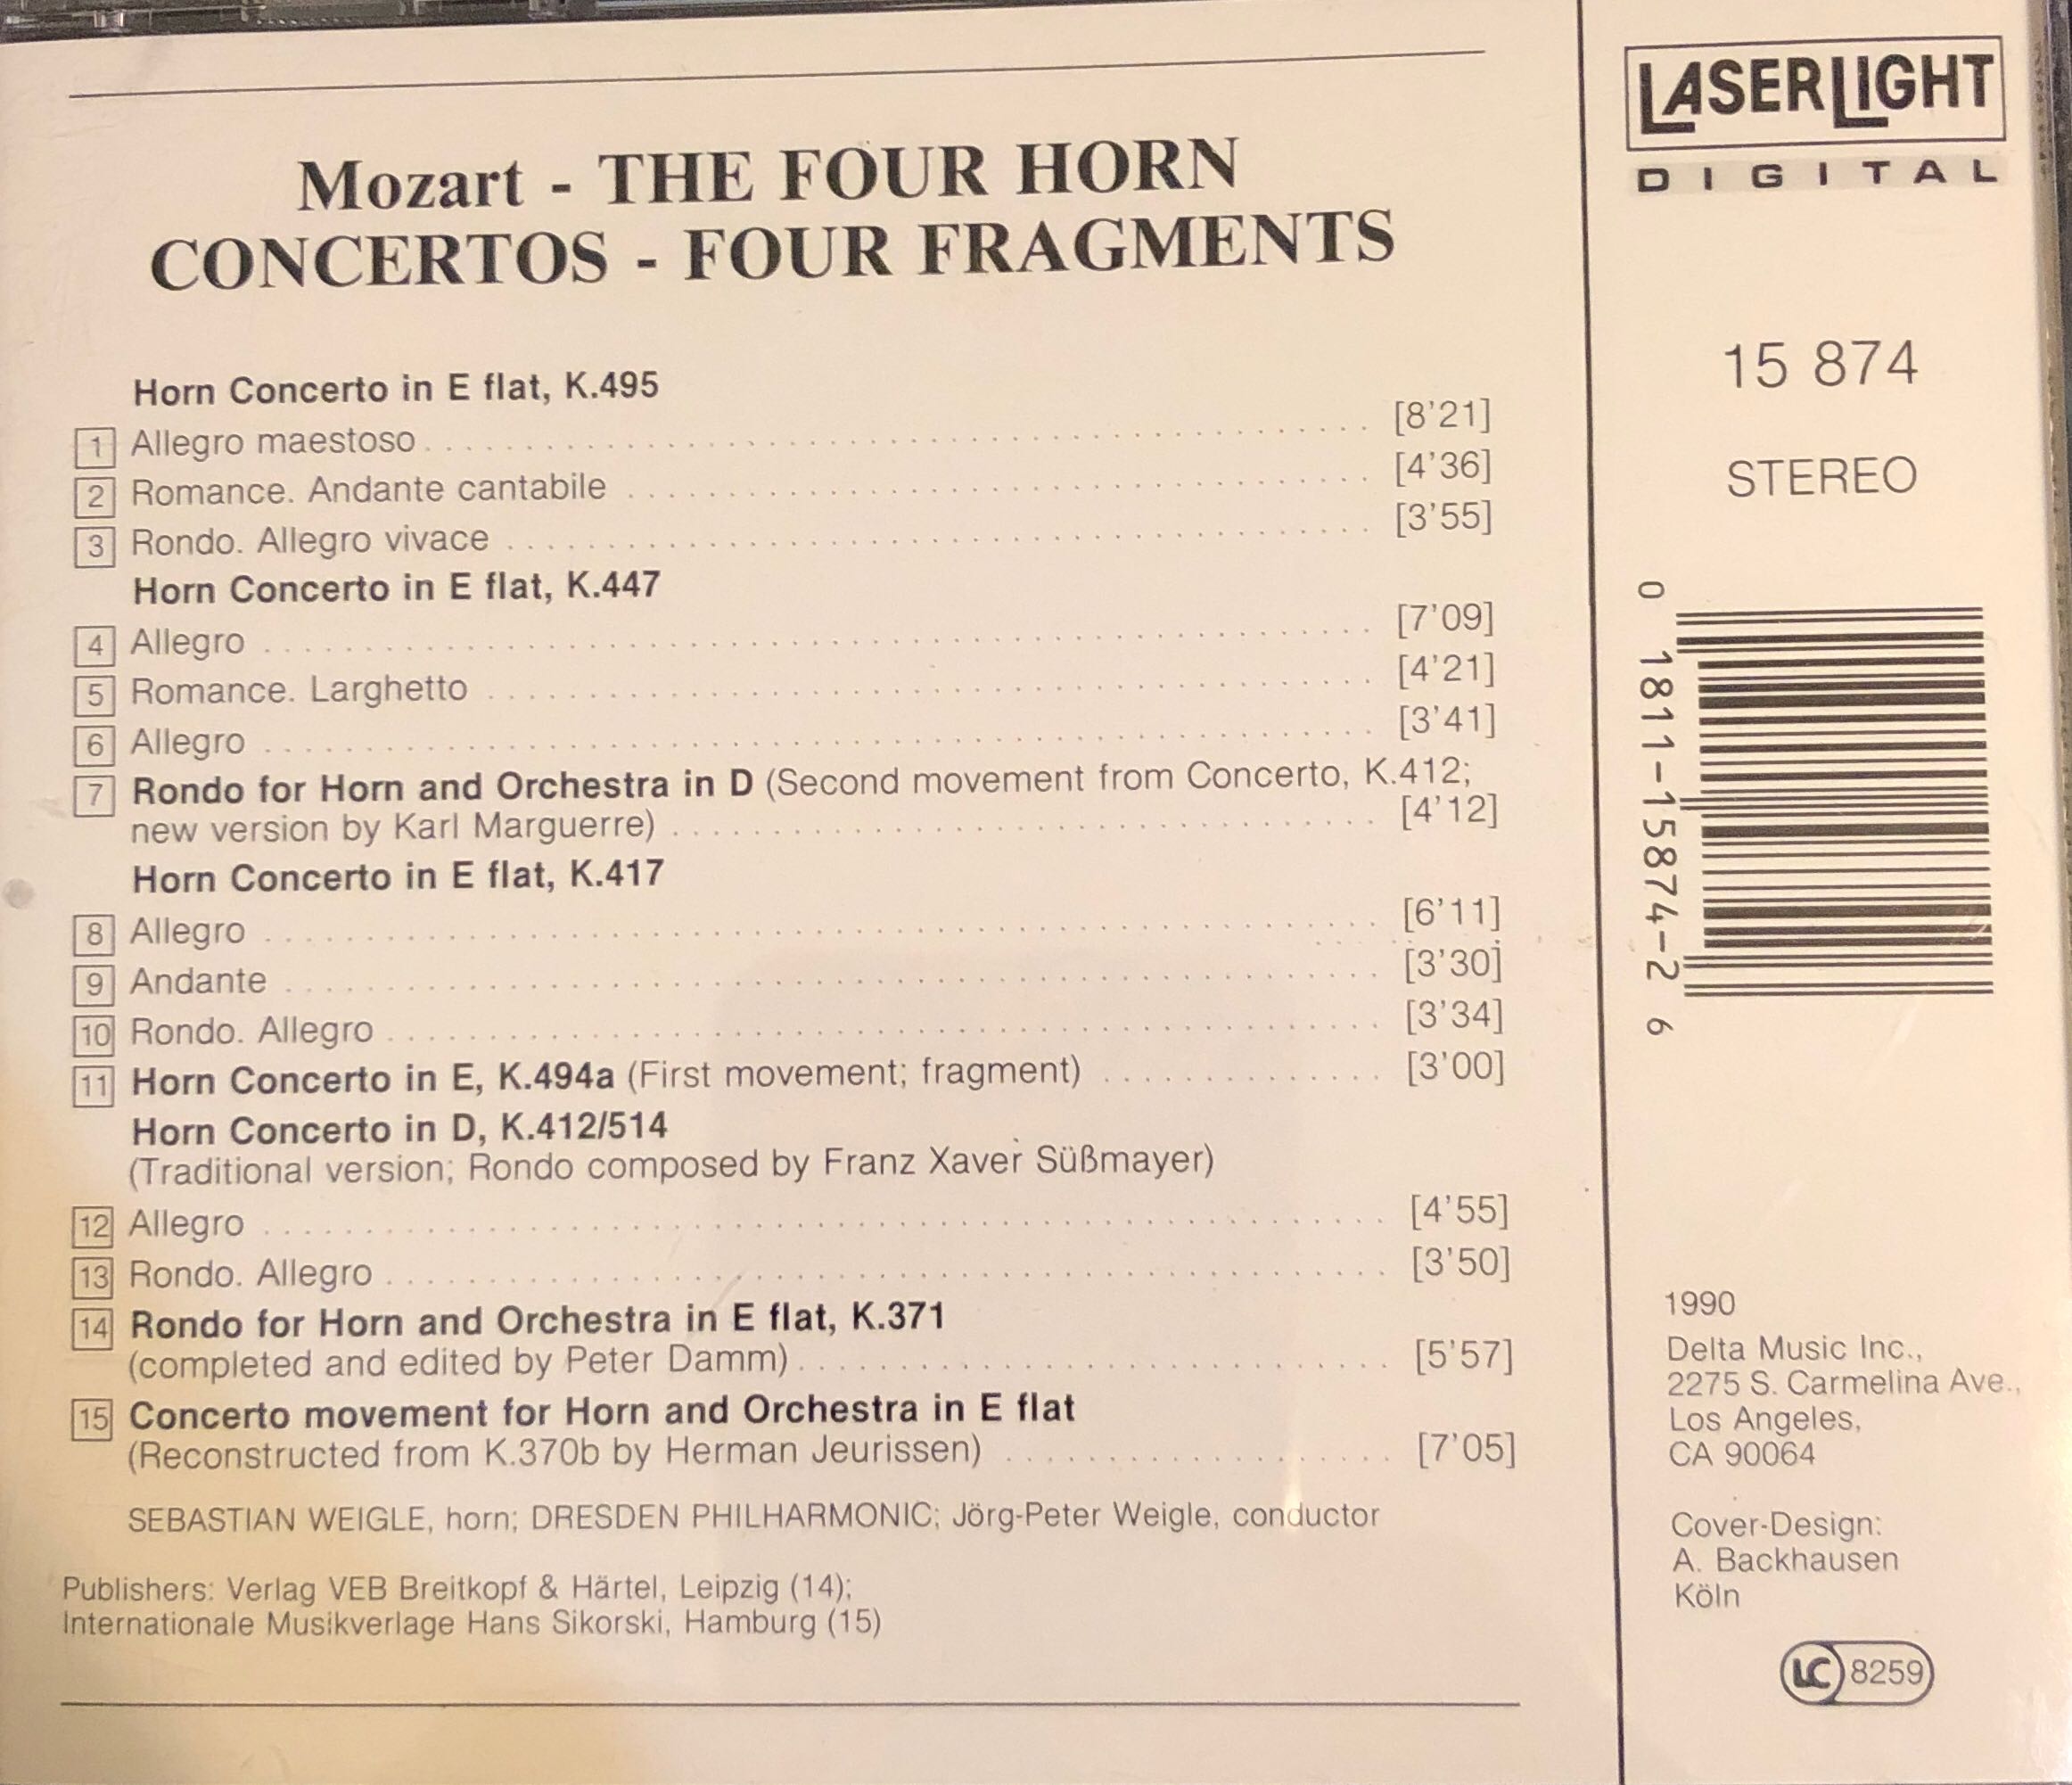 Mozart - THE FOUR HORN
CONCERTOS - FOUR FRAGMENTS
Horn Concerto in E flat, K.495
1 Allegro maestoso [8'21]
2 Romance. Andante cantabile [4'36]
3 Rondo. Allegro vivace [3'55]
Horn Concerto in E flat, K.447
4 Allegro [7'09]
5 Romance. Larghetto [4'21]
6 Allegro [3'41]
7 Rondo for Horn and Orchestra in D (Second movement from Concerto, K.412;
new version by Karl Marguerre) [4'12]
Horn Concerto in E flat, K.417
8 Allegro [6'11]
9 Andante [3'30]
10 Rondo. Allegro [3'34]
11 Horn Concerto in E, K.494a (First movement; fragment) [3'00]
Horn Concerto in D, K.412/514
(Traditional version; Rondo composed by Franz Xaver Süßmayer)
12 Allegro [4'55]
13 Rondo. Allegro [3'50]
14 Rondo for Horn and Orchestra in E flat, K.371
(completed and edited by Peter Damm) [5'57]
15 Concerto movement for Horn and Orchestra in E flat
(Reconstructed from K.370b by Herman Jeurissen) [7'05]
SEBASTIAN WEIGLE, horn; DRESDEN PHILHARMONIC; Jörg-Peter Weigle, conductor
Publishers: Verlag VEB Breitkopf & Härtel, Leipzig (14);
Internationale Musikverlage Hans Sikorski, Hamburg (15)
LASERLIGHT
DIGITAL
15 874
STEREO
0 1811-15874-2 6
1990
Delta Music Inc.,
2275 S. Carmelina Ave.,
Los Angeles,
CA 90064
Cover-Design:
A. Backhausen
Köln
LC 8259